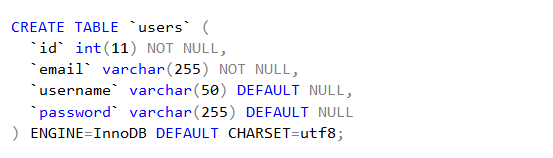 CREATE TABLE `users` (
  `id` int(11) NOT NULL,
  `email` varchar(255) NOT NULL,
  `username` varchar(50) DEFAULT NULL,
  `password` varchar(255) DEFAULT NULL
) ENGINE=InnoDB DEFAULT CHARSET=utf8;